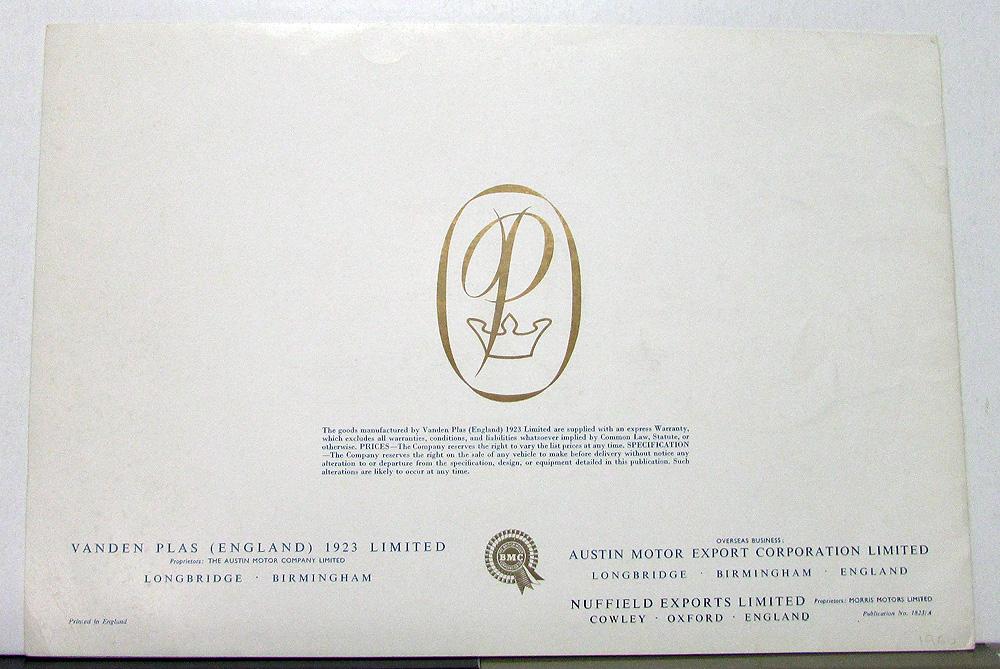 P
The goods manufactured by Vanden Plas (England) 1923 Limited are supplied with an express Warranty,
which excludes all warranties, conditions, and liabilities whatsoever implied by Common Law, Statute, or
otherwise. PRICES—The Company reserves the right to vary the list prices at any time. SPECIFICATION
—The Company reserves the right on the sale of any vehicle to make before delivery without notice any
alteration to or departure from the specification, design, or equipment detailed in this publication. Such
alterations are likely to occur at any time.
VANDEN PLAS (ENGLAND) 1923 LIMITED
Proprietors: THE AUSTIN MOTOR COMPANY LIMITED
LONGBRIDGE · BIRMINGHAM
Printed in England
BMC
OVERSEAS BUSINESS:
AUSTIN MOTOR EXPORT CORPORATION LIMITED
LONGBRIDGE · BIRMINGHAM · ENGLAND
NUFFIELD EXPORTS LIMITED Proprietors: MORRIS MOTORS LIMITED
COWLEY · OXFORD · ENGLAND Publication No. 1823/A